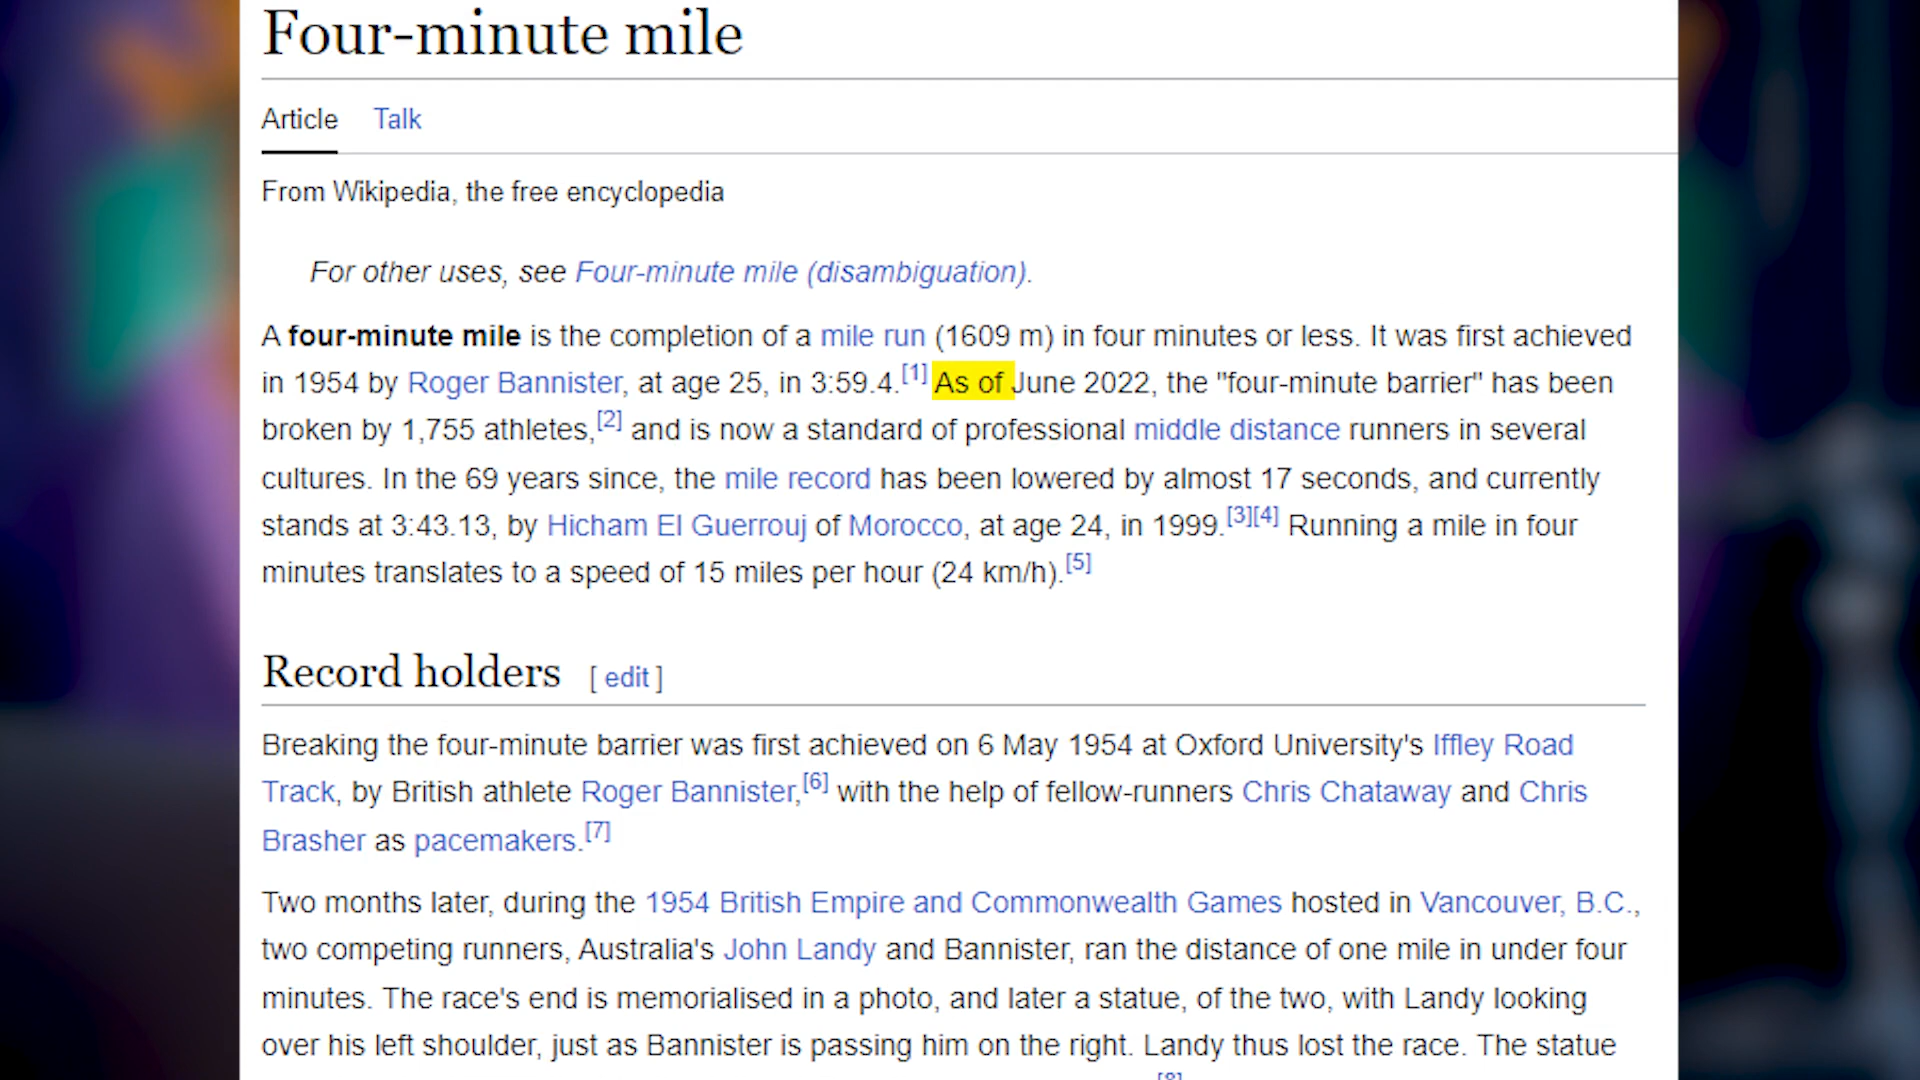 Four-minute mile
Article Talk
From Wikipedia, the free encyclopedia
For other uses, see Four-minute mile (disambiguation).
A four-minute mile is the completion of a mile run (1609 m) in four minutes or less. It was first achieved
in 1954 by Roger Bannister, at age 25, in 3:59.4.[1] As of June 2022, the "four-minute barrier" has been
broken by 1,755 athletes,[2] and is now a standard of professional middle distance runners in several
cultures. In the 69 years since, the mile record has been lowered by almost 17 seconds, and currently
stands at 3:43.13, by Hicham El Guerrouj of Morocco, at age 24, in 1999.[3][4] Running a mile in four
minutes translates to a speed of 15 miles per hour (24 km/h).[5]
Record holders [ edit ]
Breaking the four-minute barrier was first achieved on 6 May 1954 at Oxford University's Iffley Road
Track, by British athlete Roger Bannister,[6] with the help of fellow-runners Chris Chataway and Chris
Brasher as pacemakers.[7]
Two months later, during the 1954 British Empire and Commonwealth Games hosted in Vancouver, B.C.,
two competing runners, Australia's John Landy and Bannister, ran the distance of one mile in under four
minutes. The race's end is memorialised in a photo, and later a statue, of the two, with Landy looking
over his left shoulder, just as Bannister is passing him on the right. Landy thus lost the race. The statue